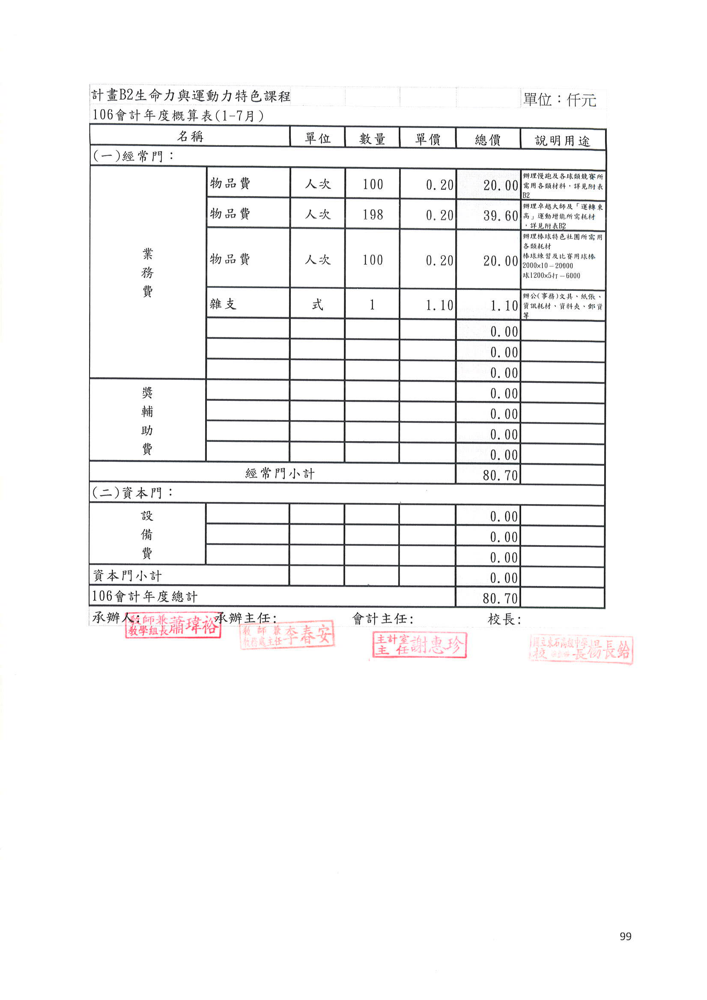 計畫B2生命力與運動力特色課程 單位：仟元
106會計年度概算表(1-7月)
名稱 單位 數量 單價 總價 說明用途
(一)經常門：
業務費
物品費 人次 100 0.20 20.00 辦理慢跑及各球類競賽所需用各類材料，詳見附表B2
物品費 人次 198 0.20 39.60 辦理卓越大師及「運轉東高」運動增能所需耗材，詳見附表B2
物品費 人次 100 0.20 20.00 辦理棒球特色社團所需用各類耗材
棒球練習及比賽用球棒
2000×10＝20000
球1200×5打＝6000
雜支 式 1 1.10 1.10 辦公(事務)文具、紙張、資訊耗材、資料夾、郵資等
0.00
0.00
0.00
獎輔助費
0.00
0.00
0.00
0.00
經常門小計 80.70
(二)資本門：
設備費
0.00
0.00
0.00
資本門小計 0.00
106會計年度總計 80.70
承辦人: 承辦主任: 會計主任: 校長:
教師兼教學組長蕭瑋裕
教師兼教務處主任李春安
主計室主任謝惠珍
國立東石高級中學校長楊長鈶
99